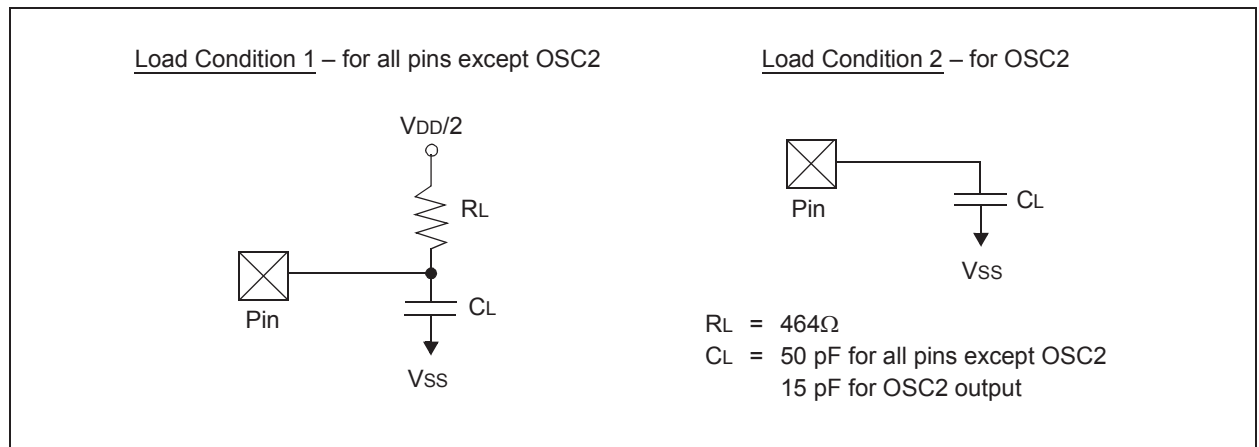 Load Condition 1 – for all pins except OSC2
VDD/2
RL
Pin
CL
VSS
Load Condition 2 – for OSC2
Pin
CL
VSS
RL = 464Ω
CL = 50 pF for all pins except OSC2
15 pF for OSC2 output